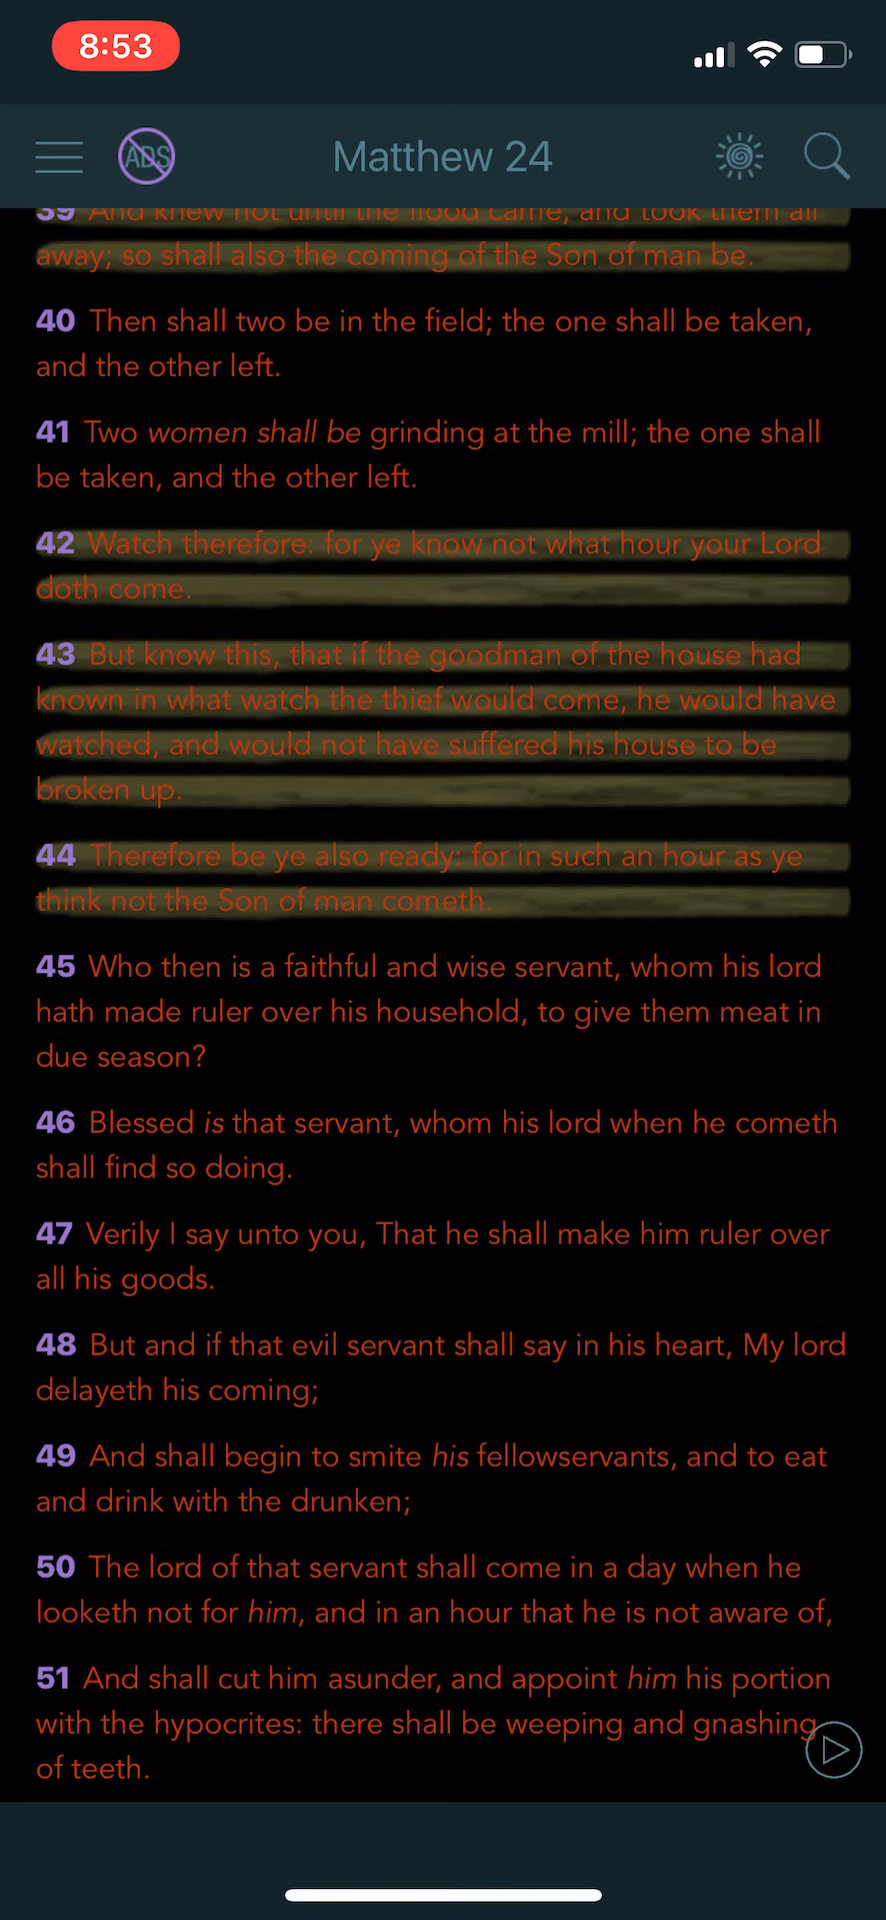 8:53
ADS
Matthew 24
39 And knew not until the flood came, and took them all
away; so shall also the coming of the Son of man be.
40 Then shall two be in the field; the one shall be taken,
and the other left.
41 Two women shall be grinding at the mill; the one shall
be taken, and the other left.
42 Watch therefore: for ye know not what hour your Lord
doth come.
43 But know this, that if the goodman of the house had
known in what watch the thief would come, he would have
watched, and would not have suffered his house to be
broken up.
44 Therefore be ye also ready: for in such an hour as ye
think not the Son of man cometh.
45 Who then is a faithful and wise servant, whom his lord
hath made ruler over his household, to give them meat in
due season?
46 Blessed is that servant, whom his lord when he cometh
shall find so doing.
47 Verily I say unto you, That he shall make him ruler over
all his goods.
48 But and if that evil servant shall say in his heart, My lord
delayeth his coming;
49 And shall begin to smite his fellowservants, and to eat
and drink with the drunken;
50 The lord of that servant shall come in a day when he
looketh not for him, and in an hour that he is not aware of,
51 And shall cut him asunder, and appoint him his portion
with the hypocrites: there shall be weeping and gnashing
of teeth.